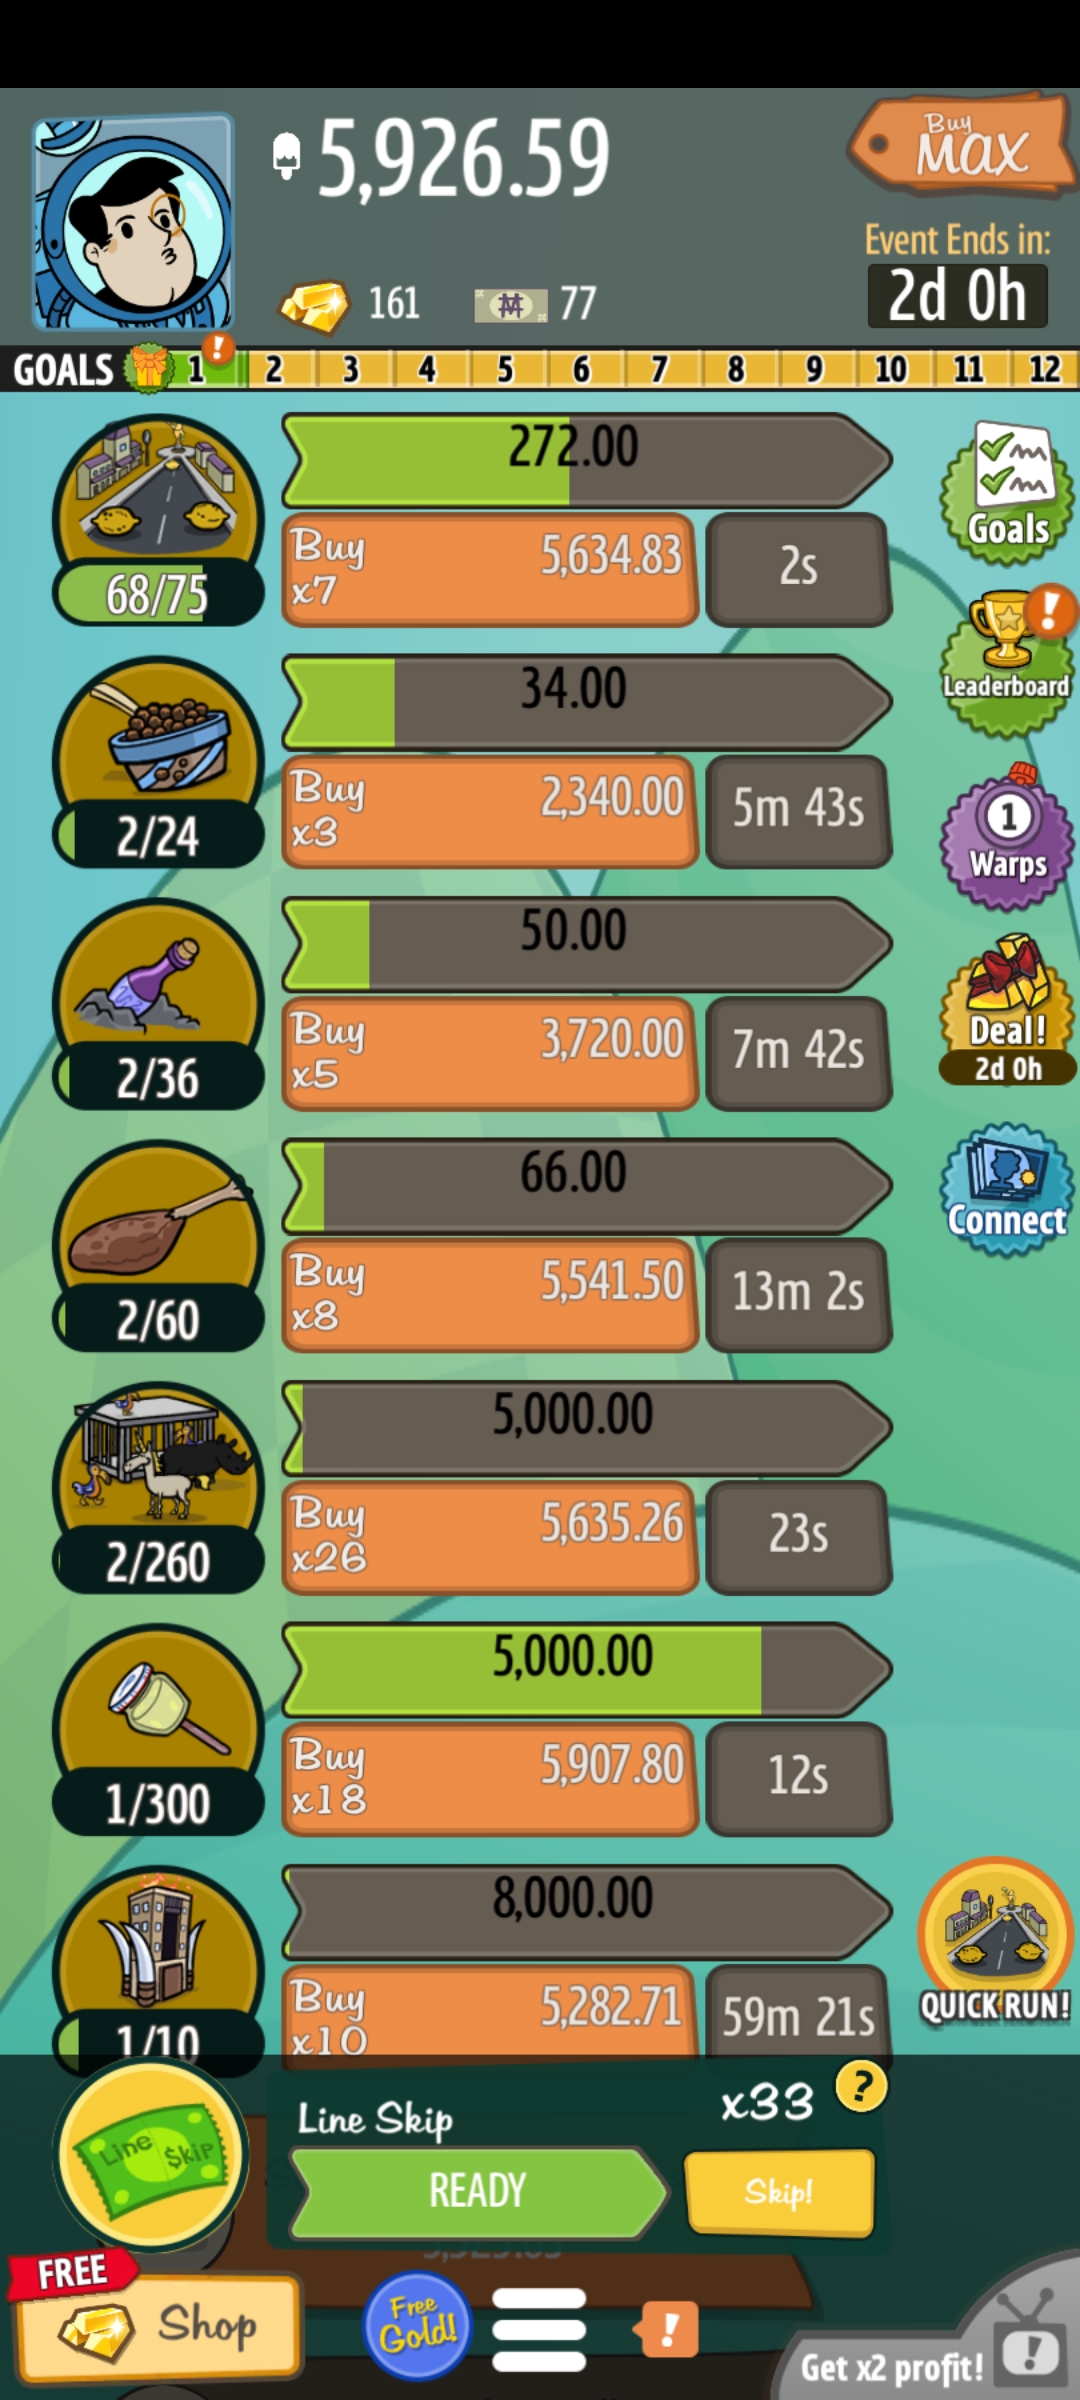 5,926.59
Buy
MAX
161
77
Event Ends in:
2d 0h
GOALS 1 ! 2 3 4 5 6 7 8 9 10 11 12
272.00
68/75
Buy
x7
5,634.83
2s
Goals
34.00
2/24
Buy
x3
2,340.00
5m 43s
!
Leaderboard
50.00
2/36
Buy
x5
3,720.00
7m 42s
1
Warps
66.00
2/60
Buy
x8
5,541.50
13m 2s
Deal!
2d 0h
5,000.00
2/260
Buy
x26
5,635.26
23s
Connect
5,000.00
1/300
Buy
x18
5,907.80
12s
8,000.00
1/10
Buy
x10
5,282.71
59m 21s
QUICK RUN!
Line Skip
Line Skip
x33
?
READY
Skip!
FREE
Shop
Free
Gold!
!
Get x2 profit!
!